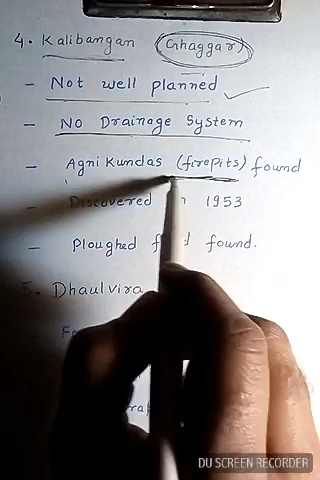 4. Kalibangan (Ghaggar)
- Not well planned
- NO Drainage System
- Agni Kundas (firepits) found
- Discovered 1953
- Ploughed found.
5. Dhaulvira
DU SCREEN RECORDER